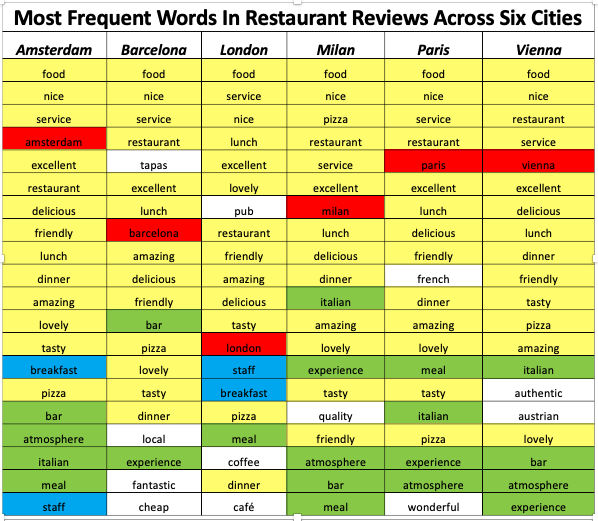 Most Frequent Words In Restaurant Reviews Across Six Cities
Amsterdam Barcelona London Milan Paris Vienna
food food food food food food
nice nice service nice nice nice
service service nice pizza service restaurant
amsterdam restaurant lunch restaurant restaurant service
excellent tapas excellent service paris vienna
restaurant excellent lovely excellent excellent excellent
delicious lunch pub milan lunch delicious
friendly barcelona restaurant lunch delicious lunch
lunch amazing friendly delicious friendly dinner
dinner delicious amazing dinner french friendly
amazing friendly delicious italian dinner tasty
lovely bar tasty amazing amazing pizza
tasty pizza london lovely lovely amazing
breakfast lovely staff experience meal italian
pizza tasty breakfast tasty tasty authentic
bar dinner pizza quality italian austrian
atmosphere local meal friendly pizza lovely
italian experience coffee atmosphere experience bar
meal fantastic dinner bar atmosphere atmosphere
staff cheap café meal wonderful experience